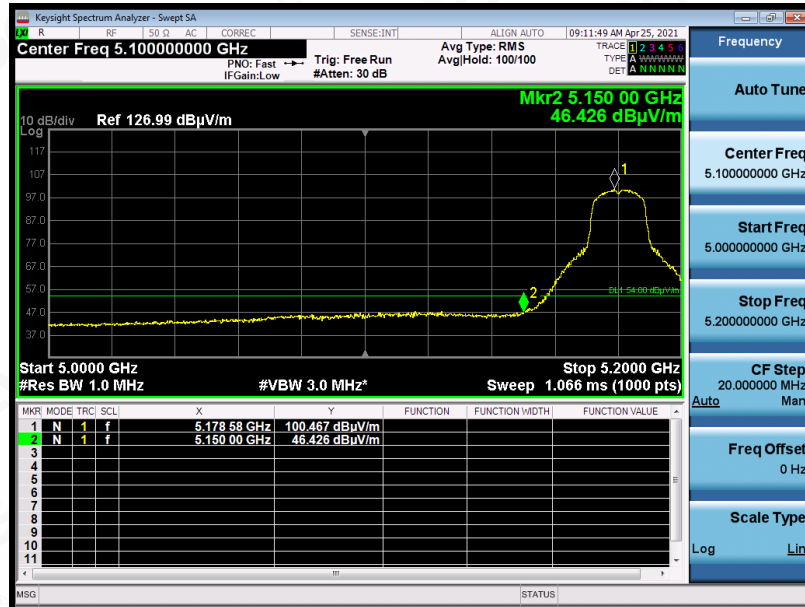 Keysight Spectrum Analyzer - Swept SA
LXI R RF 50 Ω AC CORREC SENSE:INT ALIGN AUTO 09:11:49 AM Apr 25, 2021
Center Freq 5.100000000 GHz
PNO: Fast
IFGain:Low
Trig: Free Run
#Atten: 30 dB
Avg Type: RMS
Avg|Hold: 100/100
TRACE 1 2 3 4 5 6
TYPE A WWWWW
DET A N N N N N
Mkr2 5.150 00 GHz
46.426 dBµV/m
10 dB/div Ref 126.99 dBµV/m
Log
117
107
97.0
87.0
77.0
67.0
57.0
47.0
37.0
1
2
DL1 54.00 dBµV/m
Start 5.0000 GHz Stop 5.2000 GHz
#Res BW 1.0 MHz #VBW 3.0 MHz* Sweep 1.066 ms (1000 pts)
MKR MODE TRC SCL X Y FUNCTION FUNCTION WIDTH FUNCTION VALUE
1 N 1 f 5.178 58 GHz 100.467 dBµV/m
2 N 1 f 5.150 00 GHz 46.426 dBµV/m
3
4
5
6
7
8
9
10
11
MSG STATUS
Frequency
Auto Tune
Center Freq
5.100000000 GHz
Start Freq
5.000000000 GHz
Stop Freq
5.200000000 GHz
CF Step
20.000000 MHz
Auto Man
Freq Offset
0 Hz
Scale Type
Log Lin